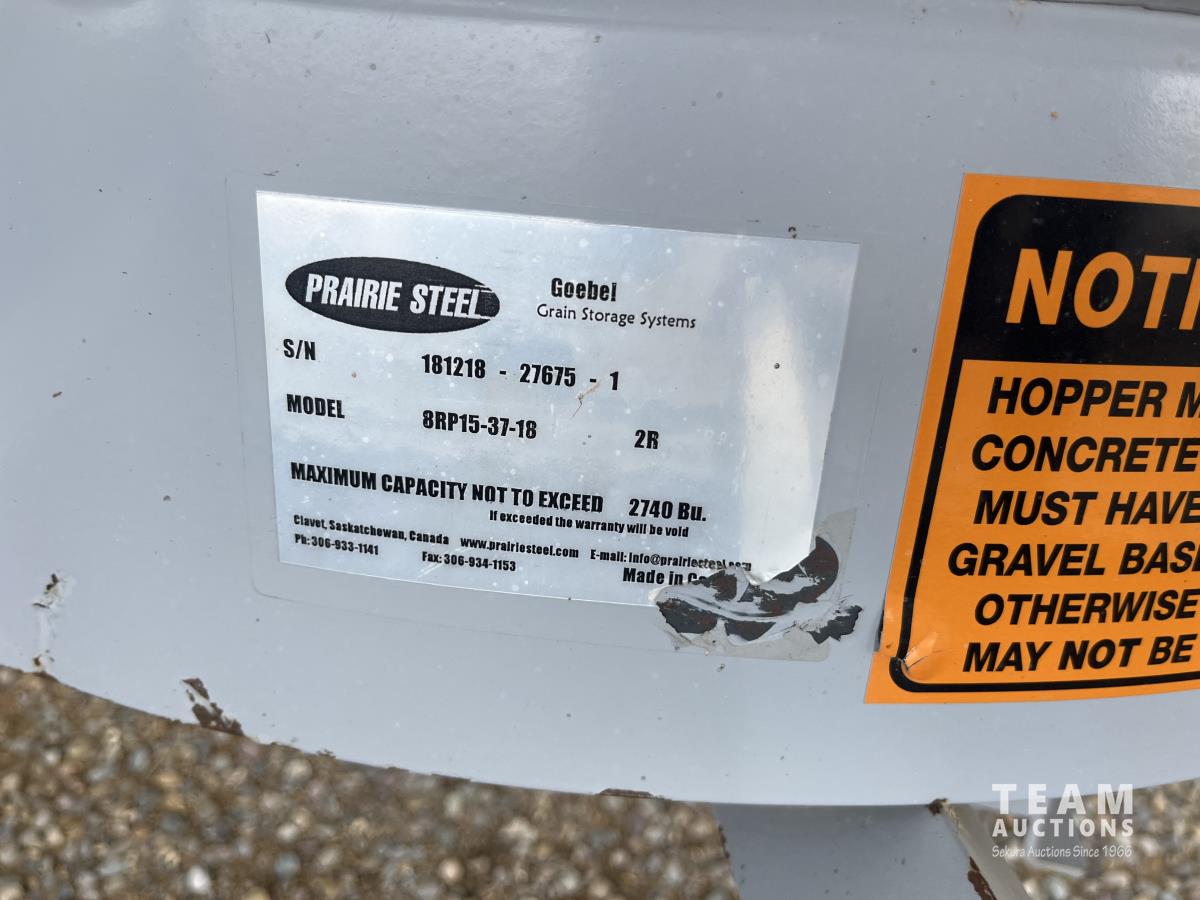 PRAIRIE STEEL
Goebel
Grain Storage Systems
S/N 181218 - 27675 - 1
MODEL 8RP15-37-18 2R
MAXIMUM CAPACITY NOT TO EXCEED 2740 Bu.
If exceeded the warranty will be void
Clavet, Saskatchewan, Canada www.prairiesteel.com E-mail: info@prairiesteel.com
Ph: 306-933-1141 Fax: 306-934-1153
Made in
HOPPER
CONCRETE
MUST HAVE
GRAVEL
OTHERWISE
MAY NOT BE
TEAM
AUCTIONS
Sekura Auctions Since 1966